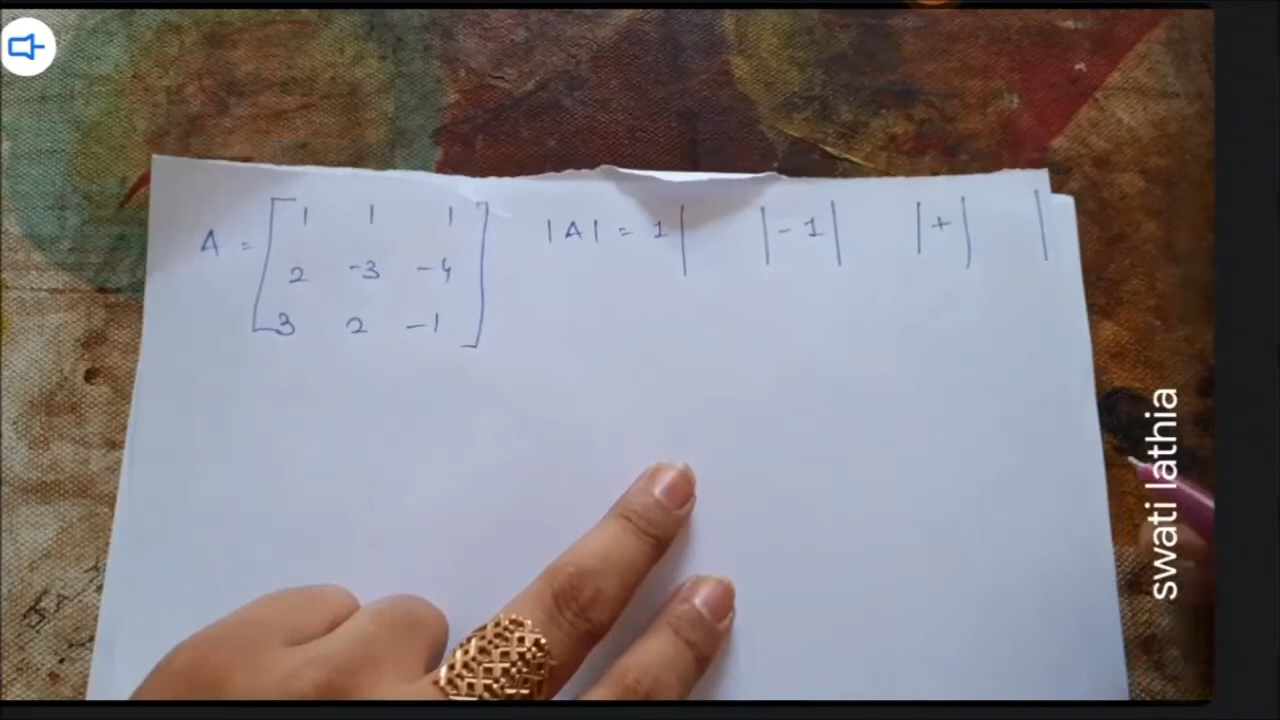 A = [ 1 1 1 |A| = 1 | | - 1 | | + | |
2 -3 -4
3 2 -1 ]
swati lathia